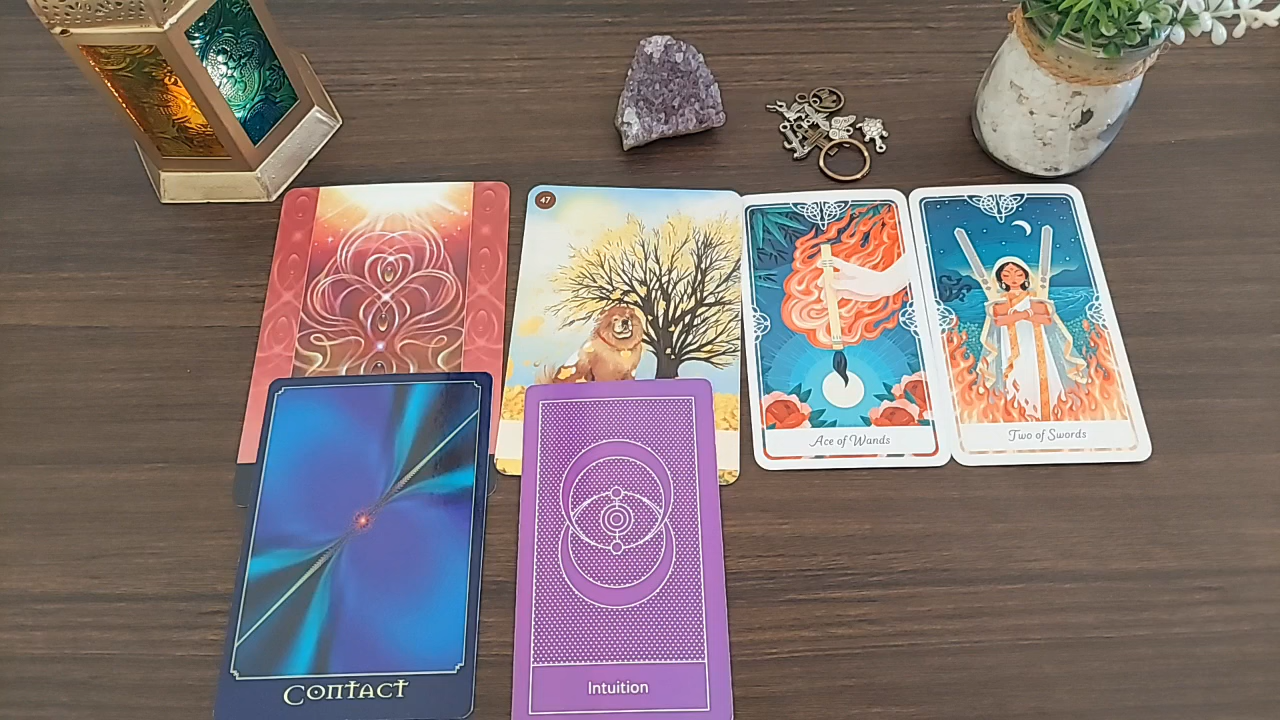 47
Ace of Wands
Two of Swords
Contact
Intuition